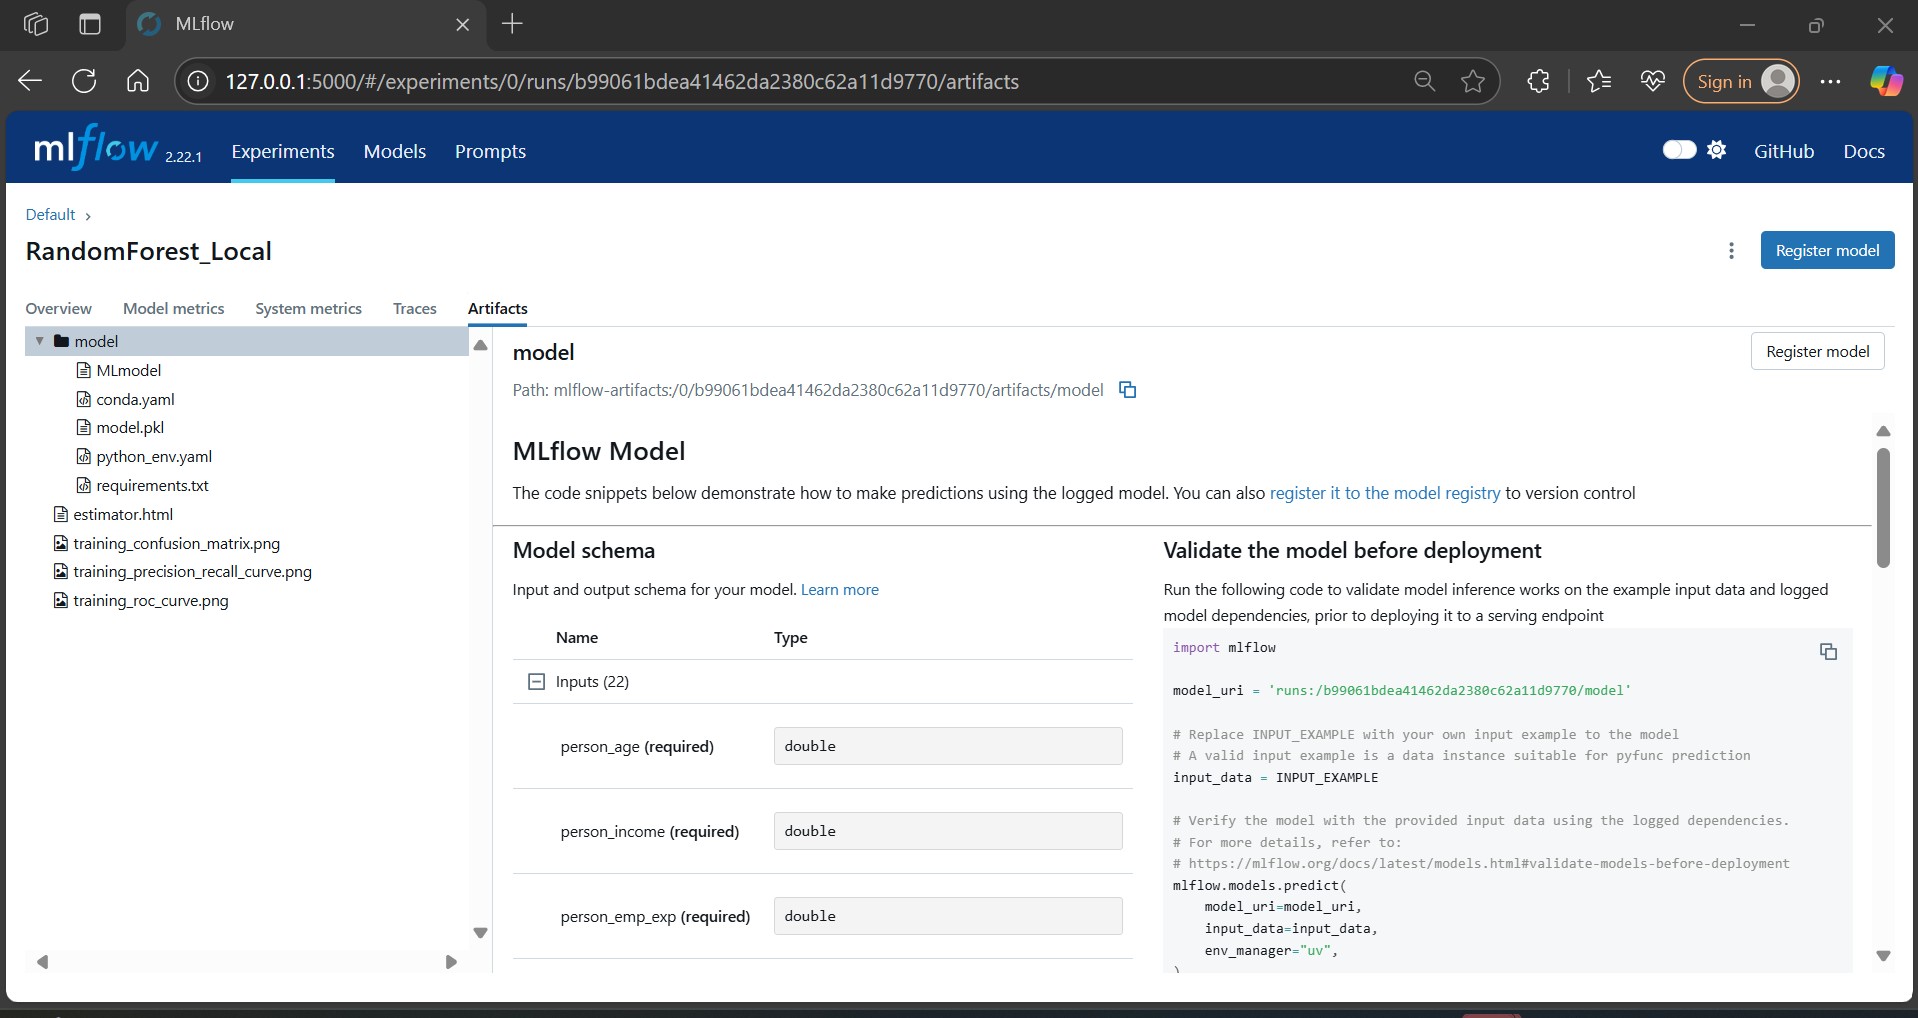 MLflow
127.0.0.1:5000/#/experiments/0/runs/b99061bdea41462da2380c62a11d9770/artifacts
Sign in
mlflow 2.22.1
Experiments
Models
Prompts
GitHub
Docs
Default
RandomForest_Local
Register model
Overview
Model metrics
System metrics
Traces
Artifacts
model
MLmodel
conda.yaml
model.pkl
python_env.yaml
requirements.txt
estimator.html
training_confusion_matrix.png
training_precision_recall_curve.png
training_roc_curve.png
model
Register model
Path: mlflow-artifacts:/0/b99061bdea41462da2380c62a11d9770/artifacts/model
MLflow Model
The code snippets below demonstrate how to make predictions using the logged model. You can also register it to the model registry to version control
Model schema
Input and output schema for your model. Learn more
Name Type
Inputs (22)
person_age (required) double
person_income (required) double
person_emp_exp (required) double
Validate the model before deployment
Run the following code to validate model inference works on the example input data and logged
model dependencies, prior to deploying it to a serving endpoint
import mlflow
model_uri = 'runs:/b99061bdea41462da2380c62a11d9770/model'
# Replace INPUT_EXAMPLE with your own input example to the model
# A valid input example is a data instance suitable for pyfunc prediction
input_data = INPUT_EXAMPLE
# Verify the model with the provided input data using the logged dependencies.
# For more details, refer to:
# https://mlflow.org/docs/latest/models.html#validate-models-before-deployment
mlflow.models.predict(
model_uri=model_uri,
input_data=input_data,
env_manager="uv",
)